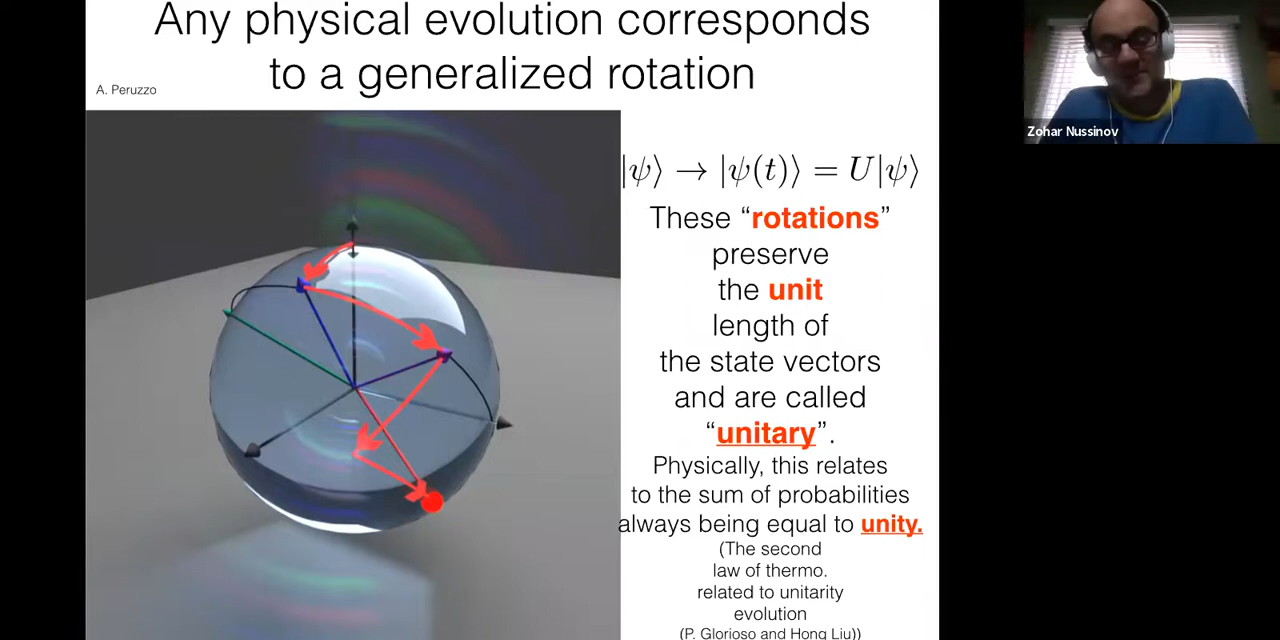 Any physical evolution corresponds
to a generalized rotation
A. Peruzzo
Zohar Nussinov
|ψ⟩ → |ψ(t)⟩ = U|ψ⟩
These “rotations”
preserve
the unit
length of
the state vectors
and are called
“unitary”.
Physically, this relates
to the sum of probabilities
always being equal to unity.
(The second
law of thermo.
related to unitarity
evolution
(P. Glorioso and Hong Liu))